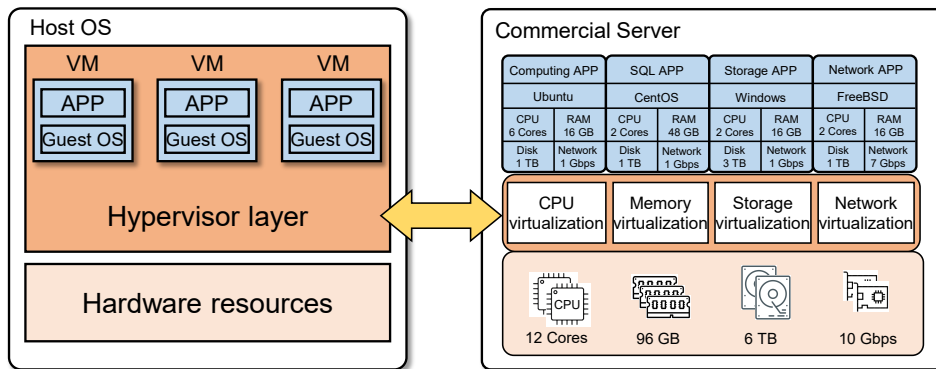 Host OS
VM VM VM
APP APP APP
Guest OS Guest OS Guest OS
Hypervisor layer
Hardware resources
Commercial Server
Computing APP SQL APP Storage APP Network APP
Ubuntu CentOS Windows FreeBSD
CPU RAM CPU RAM CPU RAM CPU RAM
6 Cores 16 GB 2 Cores 48 GB 2 Cores 16 GB 2 Cores 16 GB
Disk Network Disk Network Disk Network Disk Network
1 TB 1 Gbps 1 TB 1 Gbps 3 TB 1 Gbps 1 TB 7 Gbps
CPU Memory Storage Network
virtualization virtualization virtualization virtualization
CPU
12 Cores 96 GB 6 TB 10 Gbps